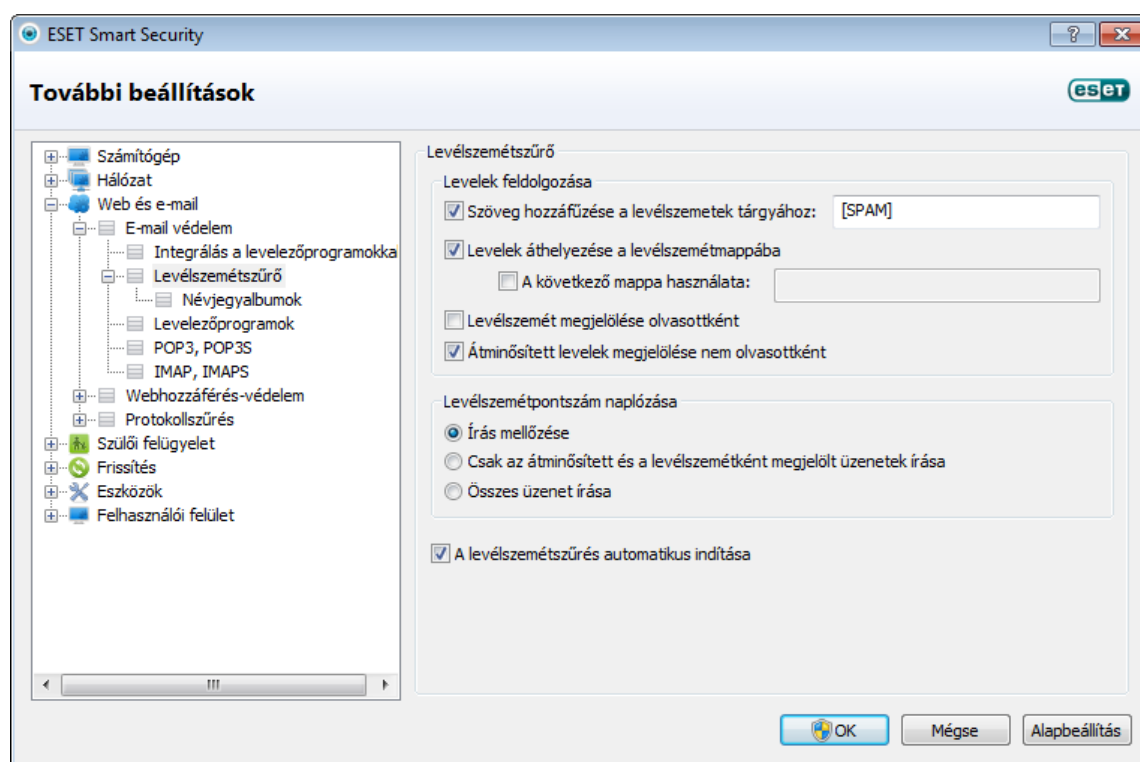 ESET Smart Security
További beállítások
eseT
Számítógép
Hálózat
Web és e-mail
E-mail védelem
Integrálás a levelezőprogramokka
Levélszemétszűrő
Névjegyalbumok
Levelezőprogramok
POP3, POP3S
IMAP, IMAPS
Webhozzáférés-védelem
Protokollszűrés
Szülői felügyelet
Frissítés
Eszközök
Felhasználói felület
Levélszemétszűrő
Levelek feldolgozása
Szöveg hozzáfűzése a levélszemetek tárgyához: [SPAM]
Levelek áthelyezése a levélszemétmappába
A következő mappa használata:
Levélszemét megjelölése olvasottként
Átminősített levelek megjelölése nem olvasottként
Levélszemétpontszám naplózása
Írás mellőzése
Csak az átminősített és a levélszemétként megjelölt üzenetek írása
Összes üzenet írása
A levélszemétszűrés automatikus indítása
OK Mégse Alapbeállítás